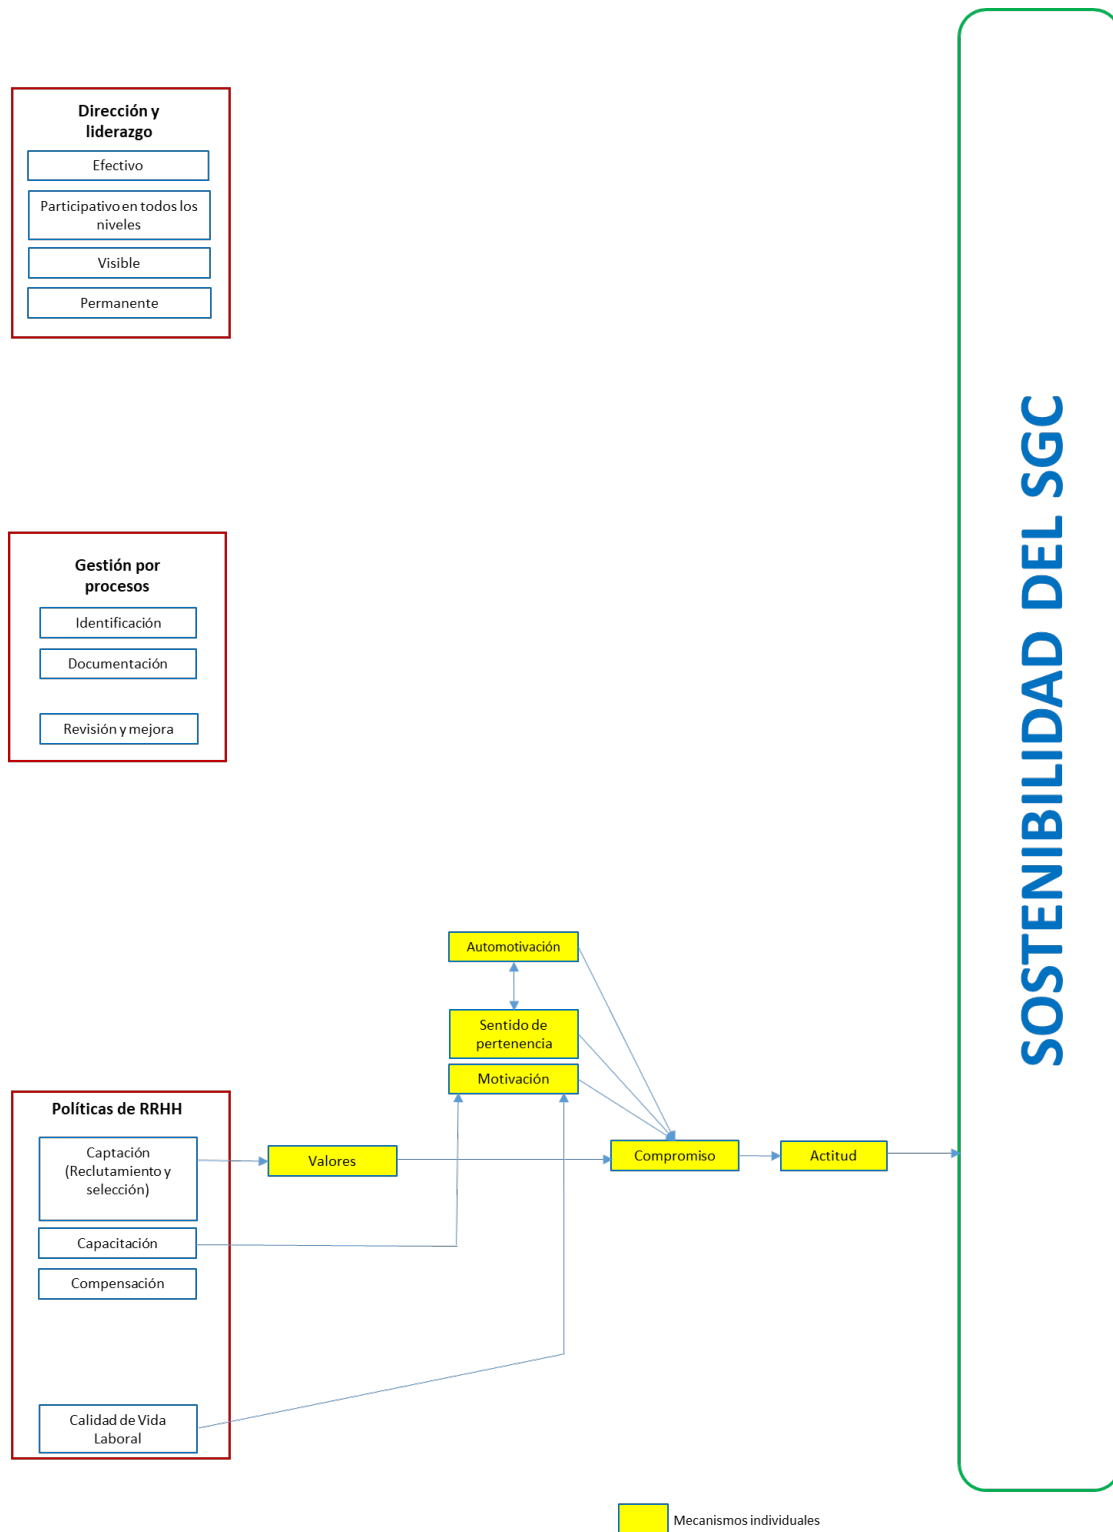 Dirección y
liderazgo
Efectivo
Participativo en todos los
niveles
Visible
Permanente
Gestión por
procesos
Identificación
Documentación
Revisión y mejora
Automotivación
Sentido de
pertenencia
Motivación
Políticas de RRHH
Captación
(Reclutamiento y
selección)
Valores
Compromiso
Actitud
Capacitación
Compensación
Calidad de Vida
Laboral
SOSTENIBILIDAD DEL SGC
Mecanismos individuales